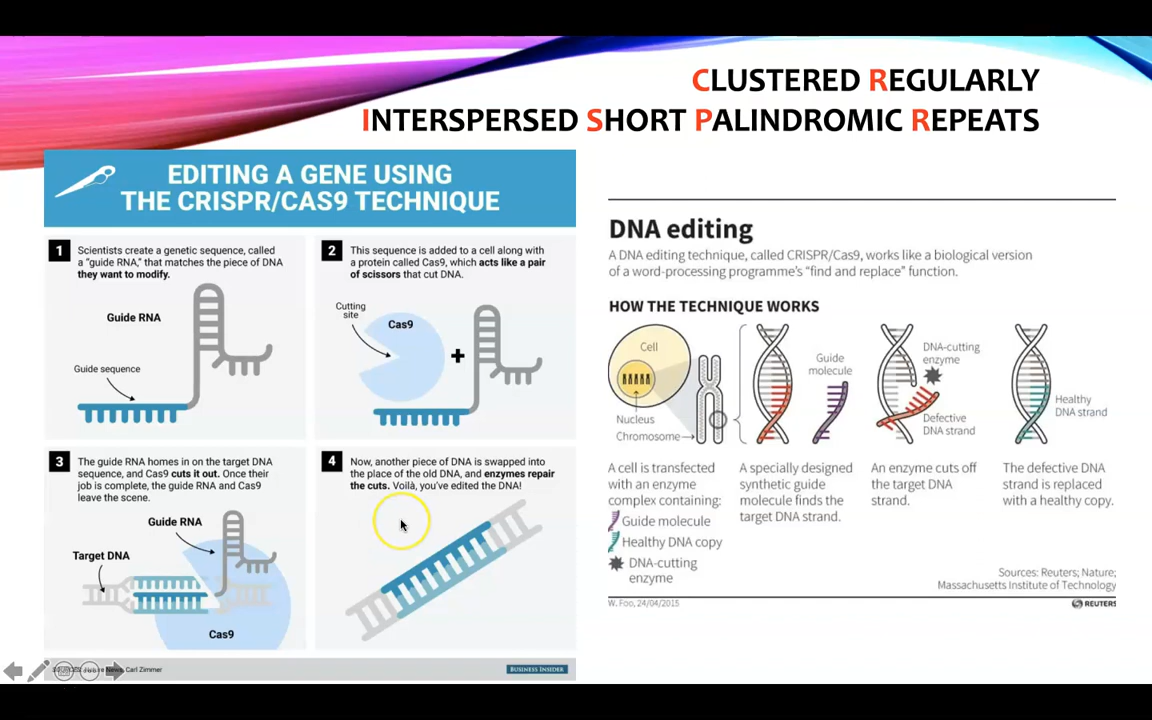 CLUSTERED REGULARLY
INTERSPERSED SHORT PALINDROMIC REPEATS
EDITING A GENE USING
THE CRISPR/CAS9 TECHNIQUE
1
Scientists create a genetic sequence, called
a "guide RNA," that matches the piece of DNA
they want to modify.
Guide RNA
Guide sequence
2
This sequence is added to a cell along with
a protein called Cas9, which acts like a pair
of scissors that cut DNA.
Cutting
site
Cas9
+
3
The guide RNA homes in on the target DNA
sequence, and Cas9 cuts it out. Once their
job is complete, the guide RNA and Cas9
leave the scene.
Guide RNA
Target DNA
Cas9
4
Now, another piece of DNA is swapped into
the place of the old DNA, and enzymes repair
the cuts. Voilà, you've edited the DNA!
News, Carl Zimmer
BUSINESS INSIDER
DNA editing
A DNA editing technique, called CRISPR/Cas9, works like a biological version
of a word-processing programme's "find and replace" function.
HOW THE TECHNIQUE WORKS
Cell
Nucleus
Chromosome
Guide
molecule
DNA-cutting
enzyme
Defective
DNA strand
Healthy
DNA strand
A cell is transfected
with an enzyme
complex containing:
Guide molecule
Healthy DNA copy
DNA-cutting
enzyme
A specially designed
synthetic guide
molecule finds the
target DNA strand.
An enzyme cuts off
the target DNA
strand.
The defective DNA
strand is replaced
with a healthy copy.
Sources: Reuters; Nature;
Massachusetts Institute of Technology
W. Foo, 24/04/2015
REUTERS